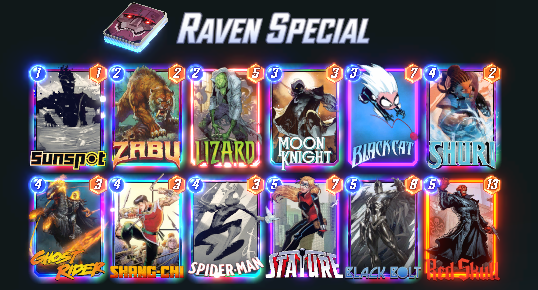 RAVEN SPECIAL
1 1 2 2 2 5 3 3 3 7 4 2
SUNSPOT ZABU LIZARD MOON KNIGHT BLACK CAT SHURI
4 3 4 3 4 3 5 7 5 8 5 13
GHOST RIDER SHANG-CHI SPIDER-MAN STATURE BLACK BOLT Red Skull